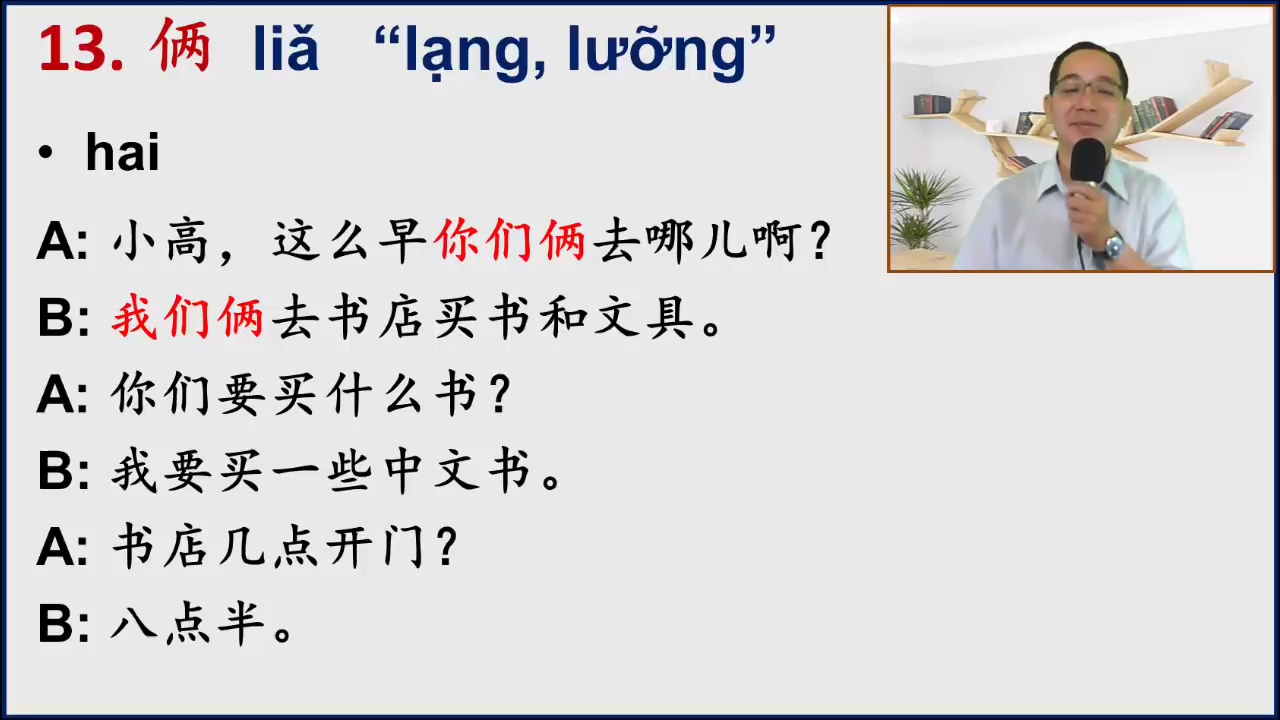 13. 俩 liǎ “lạng, lưỡng”
• hai
A: 小高，这么早你们俩去哪儿啊？
B: 我们俩去书店买书和文具。
A: 你们要买什么书？
B: 我要买一些中文书。
A: 书店几点开门？
B: 八点半。